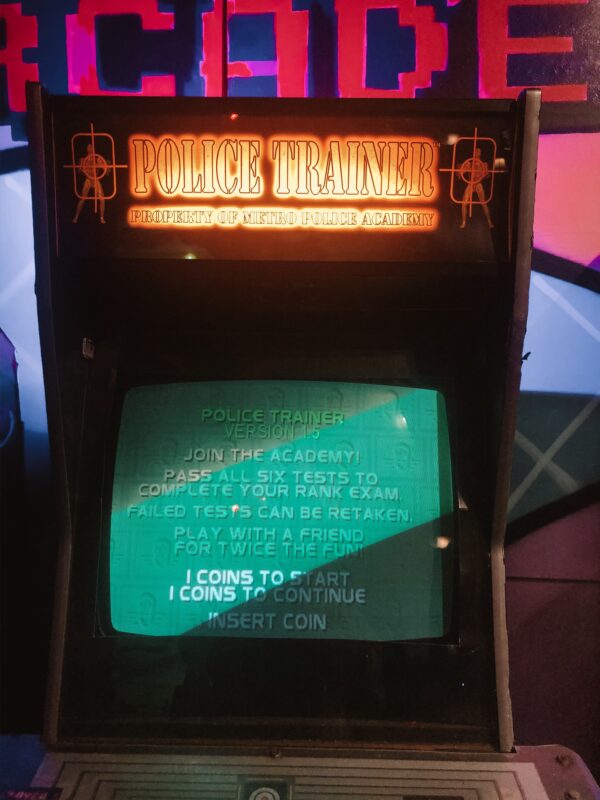 ARCADE
POLICE TRAINER™
PROPERTY OF METRO POLICE ACADEMY
POLICE TRAINER
VERSION 1.5
JOIN THE ACADEMY!
PASS ALL SIX TESTS TO
COMPLETE YOUR RANK EXAM.
FAILED TESTS CAN BE RETAKEN.
PLAY WITH A FRIEND
FOR TWICE THE FUN!
1 COINS TO START
1 COINS TO CONTINUE
INSERT COIN